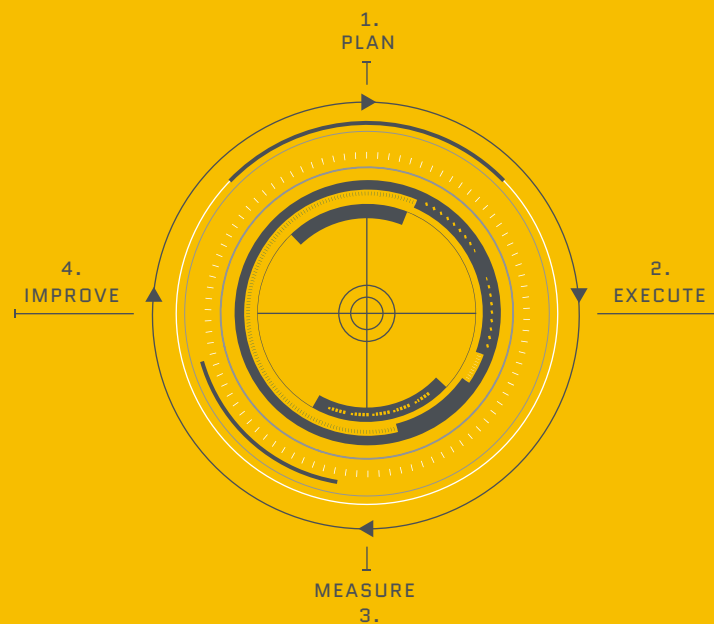 1.
PLAN
2.
EXECUTE
MEASURE
3.
4.
IMPROVE